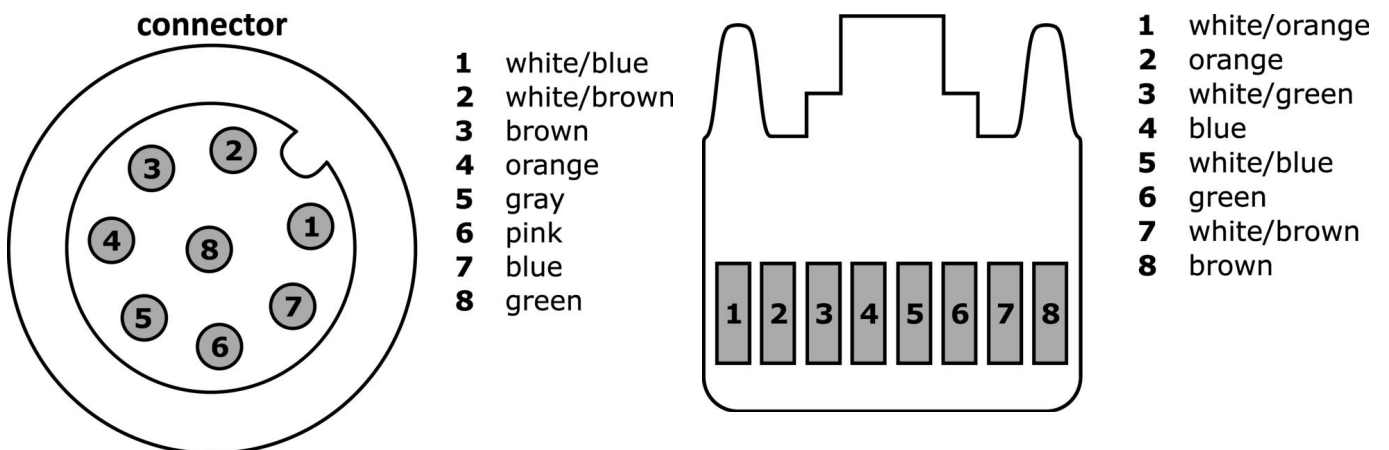 connector
2
3
1
4
8
7
5
6
1 white/blue
2 white/brown
3 brown
4 orange
5 gray
6 pink
7 blue
8 green
1 2 3 4 5 6 7 8
1 white/orange
2 orange
3 white/green
4 blue
5 white/blue
6 green
7 white/brown
8 brown